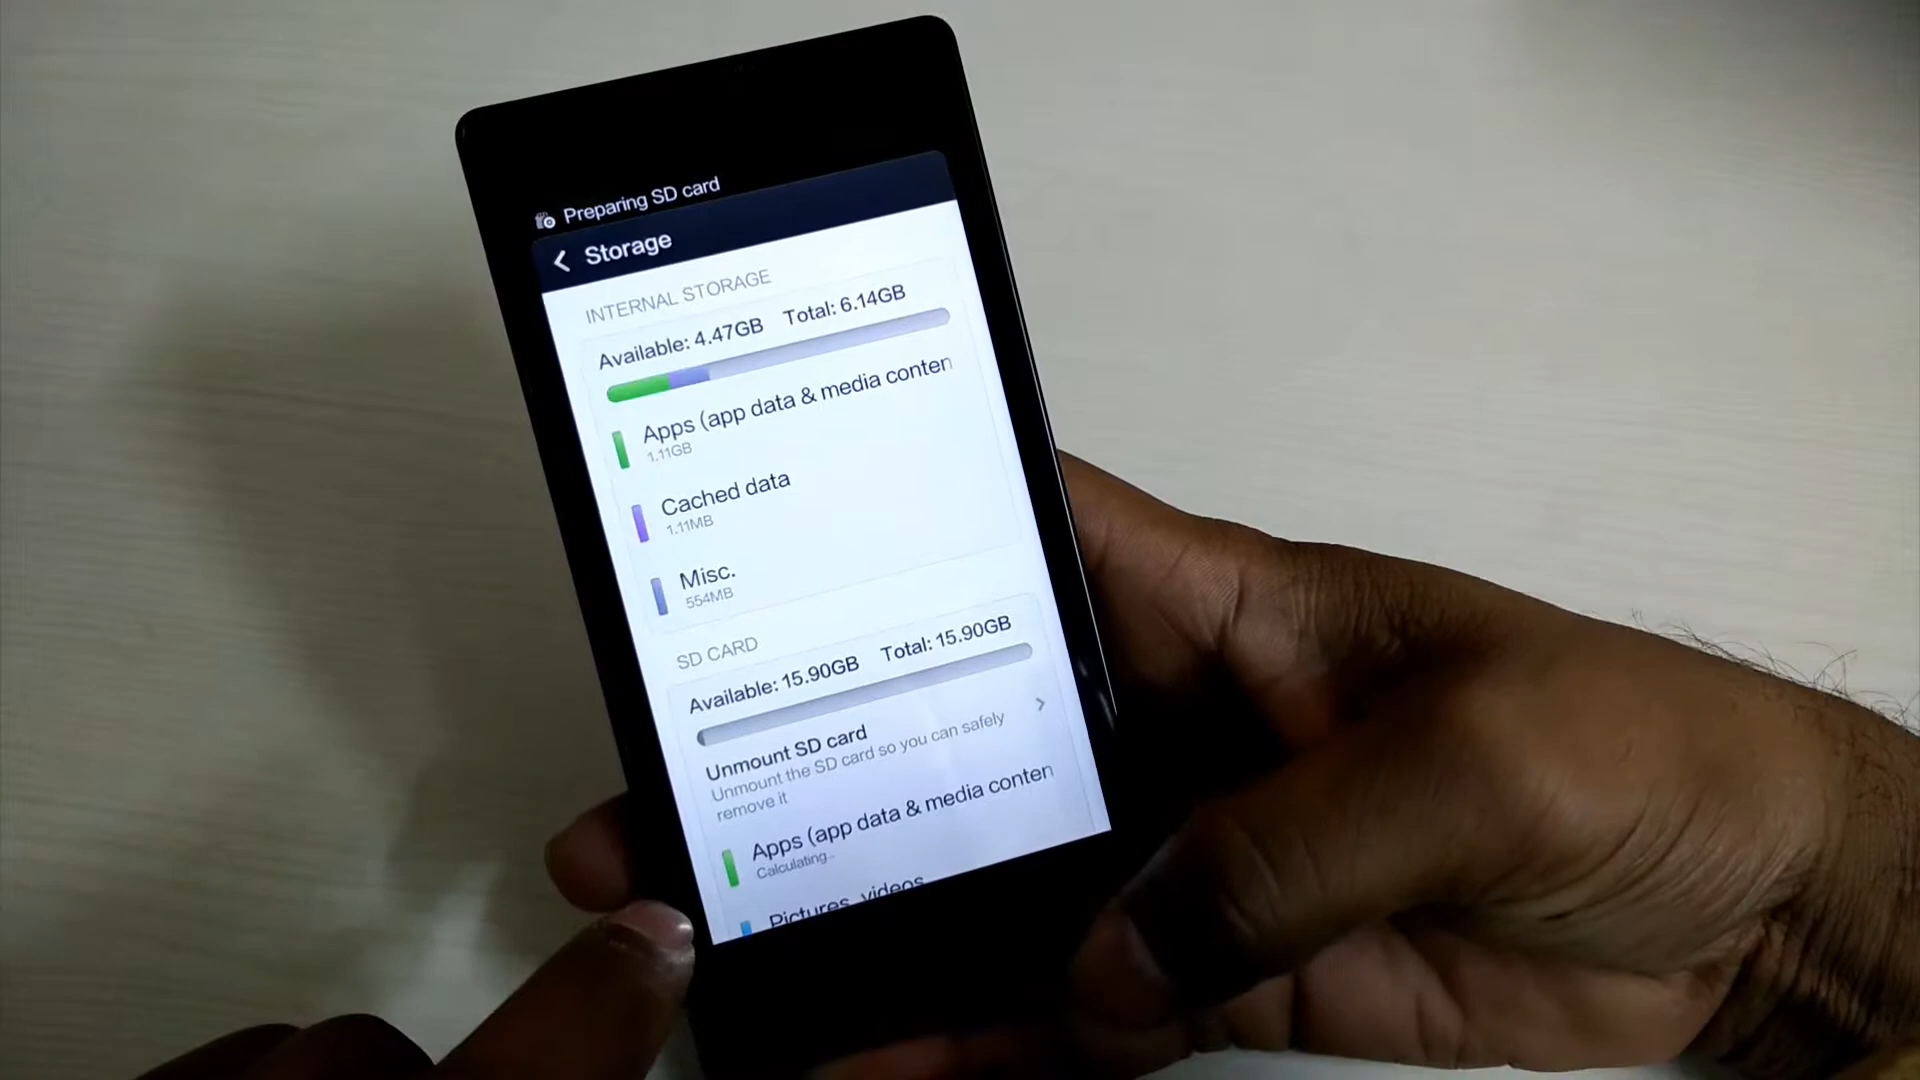 Preparing SD card
Storage
INTERNAL STORAGE
Available: 4.47GB Total: 6.14GB
Apps (app data & media conten
1.11GB
Cached data
1.11MB
Misc.
554MB
SD CARD
Available: 15.90GB Total: 15.90GB
Unmount SD card
Unmount the SD card so you can safely
remove it
Apps (app data & media conten
Calculating...
Pictures, videos